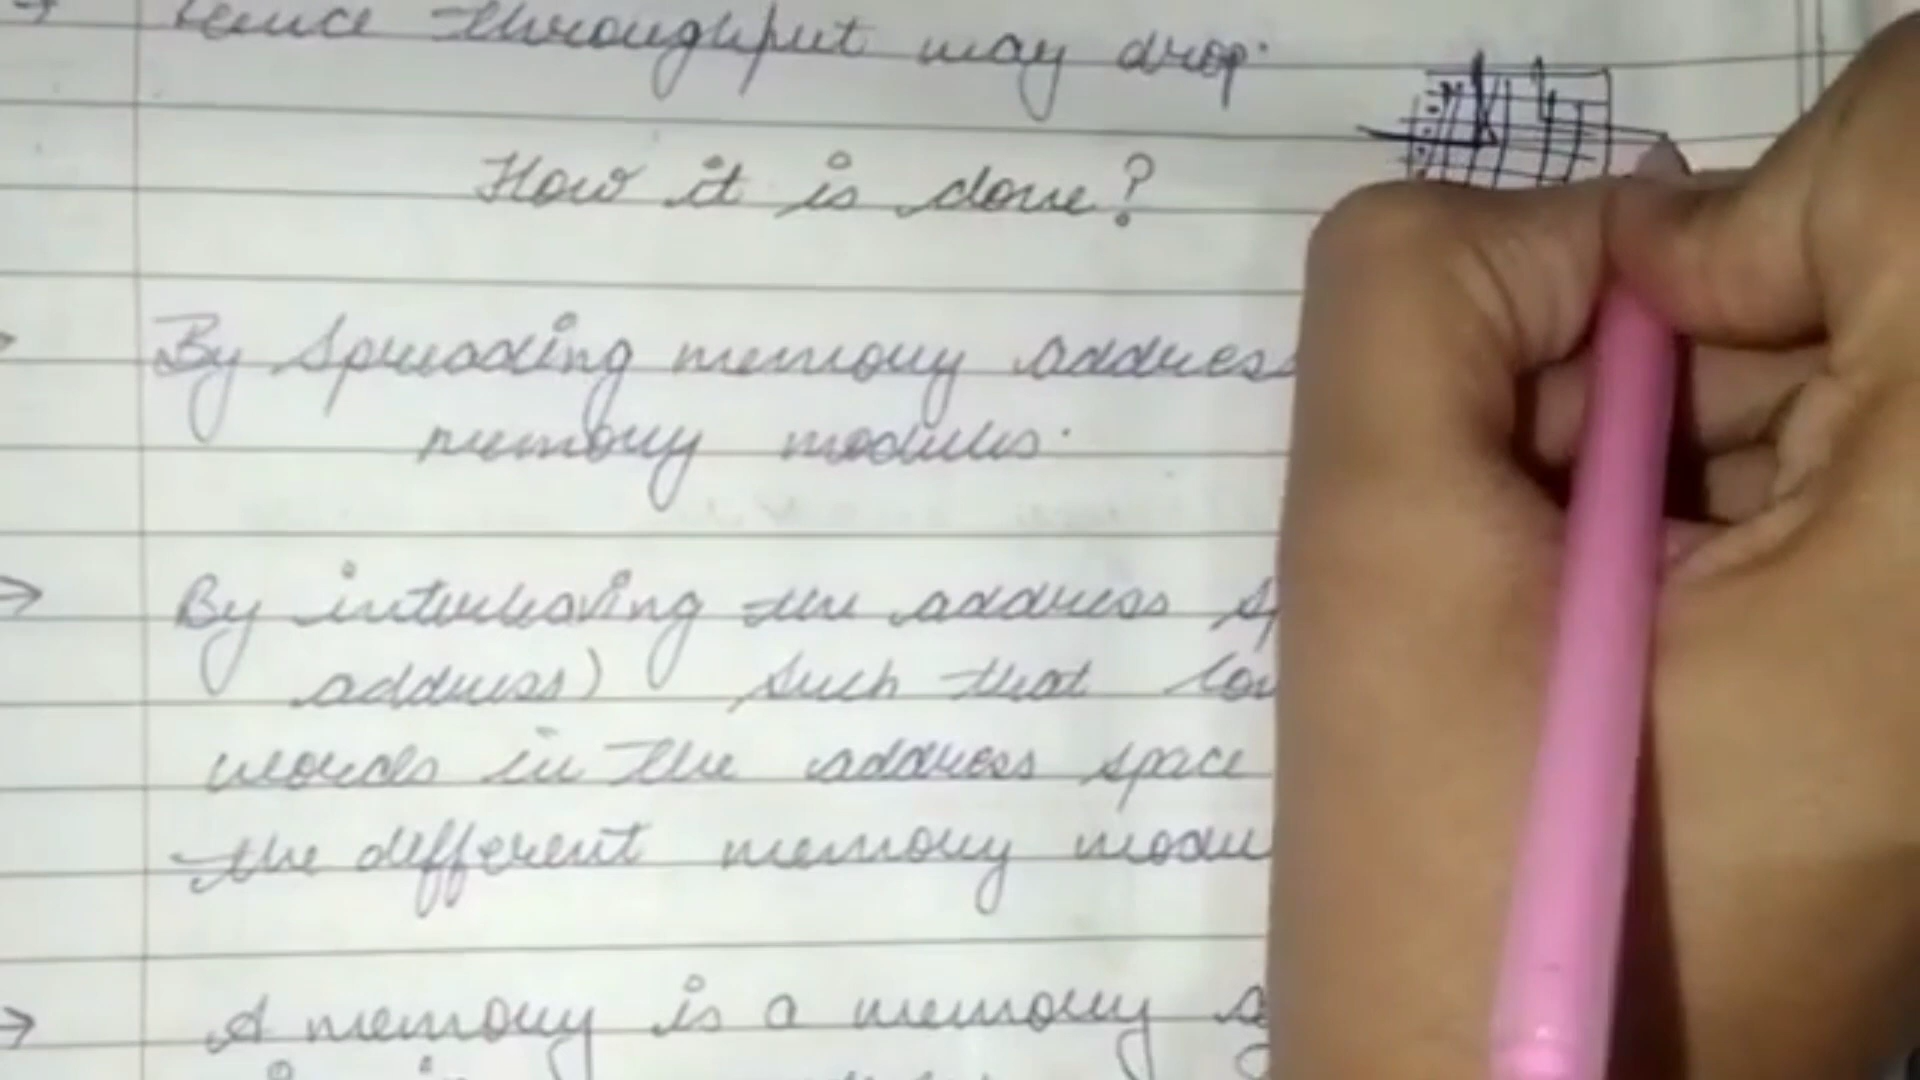 → Hence throughput may drop.
How it is done?
By spreading memory address
memory modules.
→ By interleaving the address
address) such that
words in the address space
the different memory modu
→ A memory is a memory